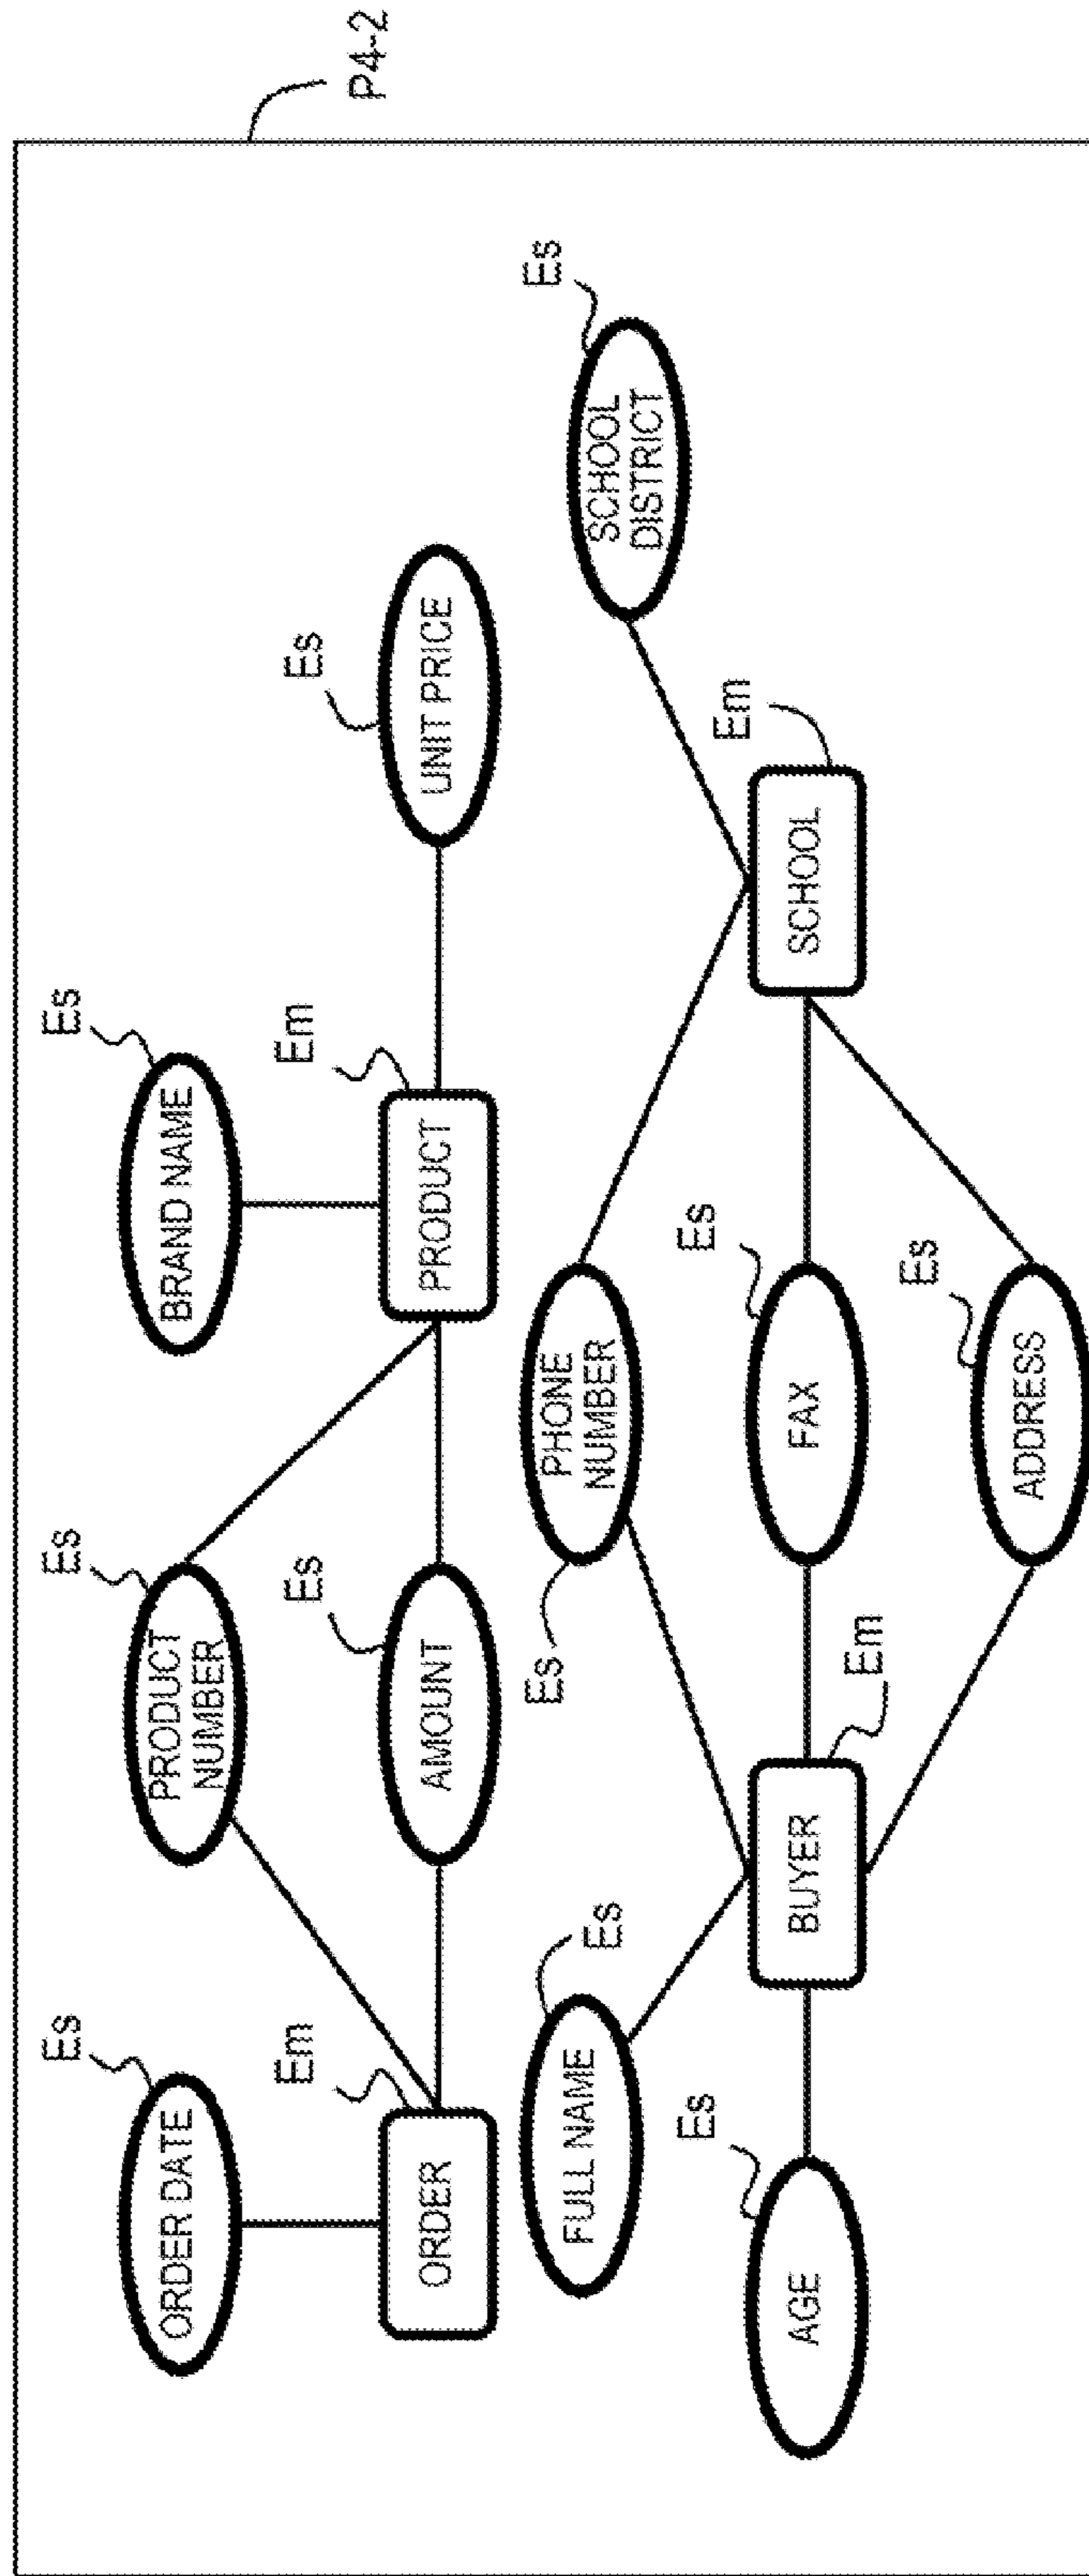 P4-2
Es
Es
Es
ORDER DATE
PRODUCT
NUMBER
BRAND NAME
Em
Es
Em
Es
ORDER
AMOUNT
PRODUCT
UNIT PRICE
Es
Es
Es
FULL NAME
PHONE
NUMBER
SCHOOL
DISTRICT
Es
Es
Em
AGE
BUYER
FAX
SCHOOL
Em
Es
ADDRESS